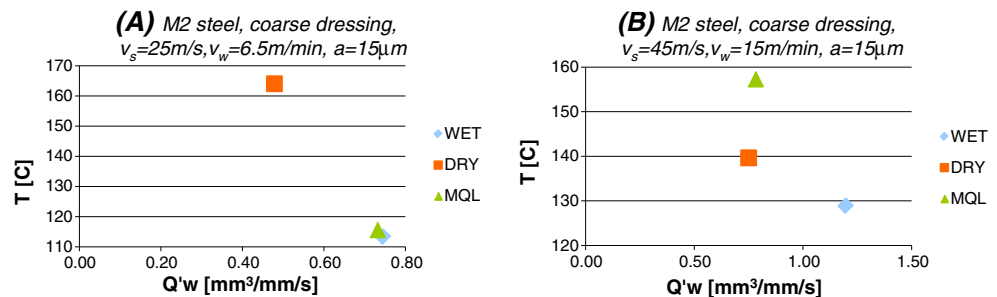 (A) M2 steel, coarse dressing,
vs=25m/s,vw=6.5m/min, a=15µm
T [C]
170
160
150
140
130
120
110
0.00 0.20 0.40 0.60 0.80
Q'w [mm³/mm/s]
WET
DRY
MQL
(B) M2 steel, coarse dressing,
vs=45m/s,vw=15m/min, a=15µm
T [C]
160
150
140
130
120
0.00 0.50 1.00 1.50
Q'w [mm³/mm/s]
WET
DRY
MQL